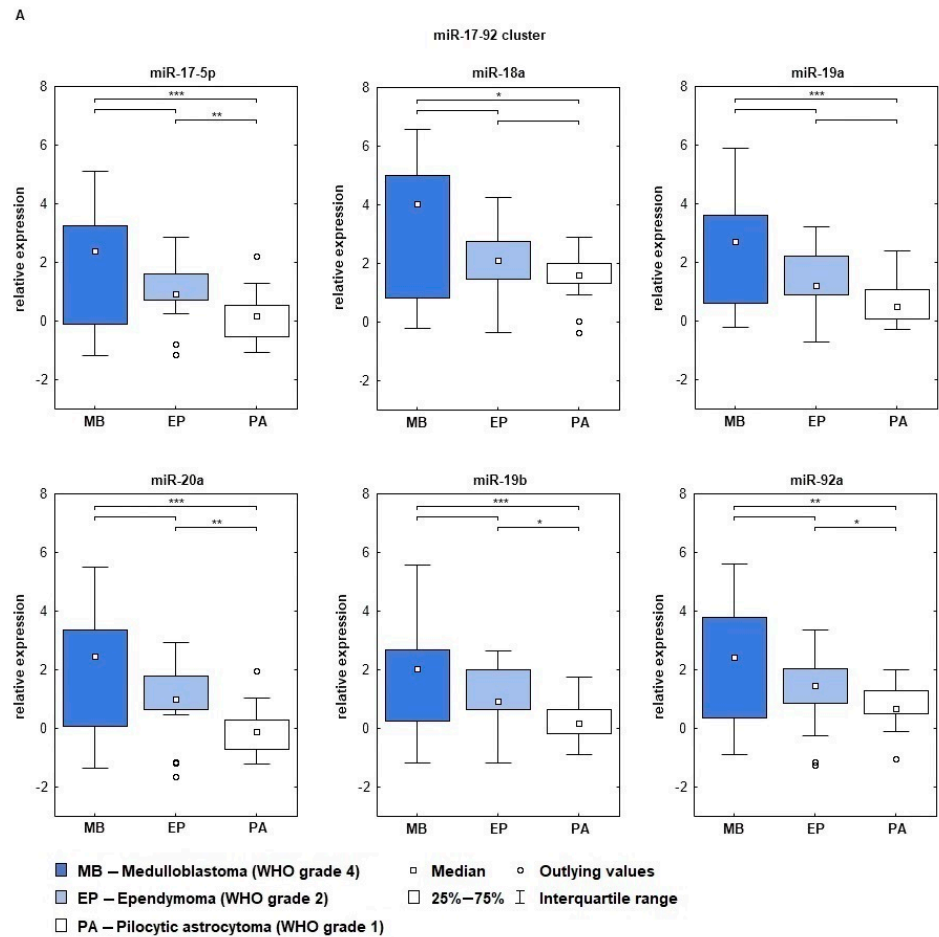 A
miR-17-92 cluster
miR-17-5p
miR-18a
miR-19a
8
6
4
2
0
-2
relative expression
***
**
MB
EP
PA
8
6
4
2
0
-2
relative expression
*
MB
EP
PA
8
6
4
2
0
-2
relative expression
***
MB
EP
PA
miR-20a
miR-19b
miR-92a
8
6
4
2
0
-2
relative expression
***
**
MB
EP
PA
8
6
4
2
0
-2
relative expression
***
*
MB
EP
PA
8
6
4
2
0
-2
relative expression
**
*
MB
EP
PA
MB – Medulloblastoma (WHO grade 4)
Median
Outlying values
EP – Ependymoma (WHO grade 2)
25%–75%
Interquartile range
PA – Pilocytic astrocytoma (WHO grade 1)